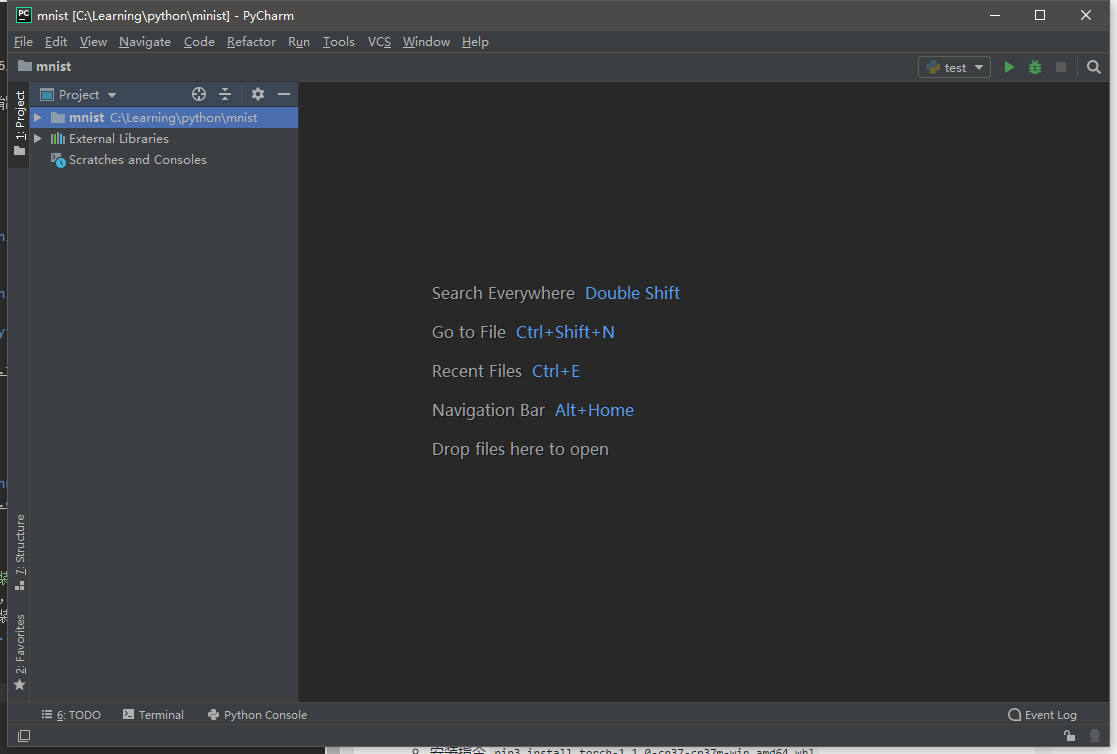 mnist [C:\Learning\python\minist] - PyCharm
File Edit View Navigate Code Refactor Run Tools VCS Window Help
mnist
test
Project
1: Project
mnist C:\Learning\python\mnist
External Libraries
Scratches and Consoles
Search Everywhere Double Shift
Go to File Ctrl+Shift+N
Recent Files Ctrl+E
Navigation Bar Alt+Home
Drop files here to open
7: Structure
2: Favorites
6: TODO Terminal Python Console Event Log
安装指令 pip3 install torch-1.1.0-cp37-cp37m-win_amd64.whl